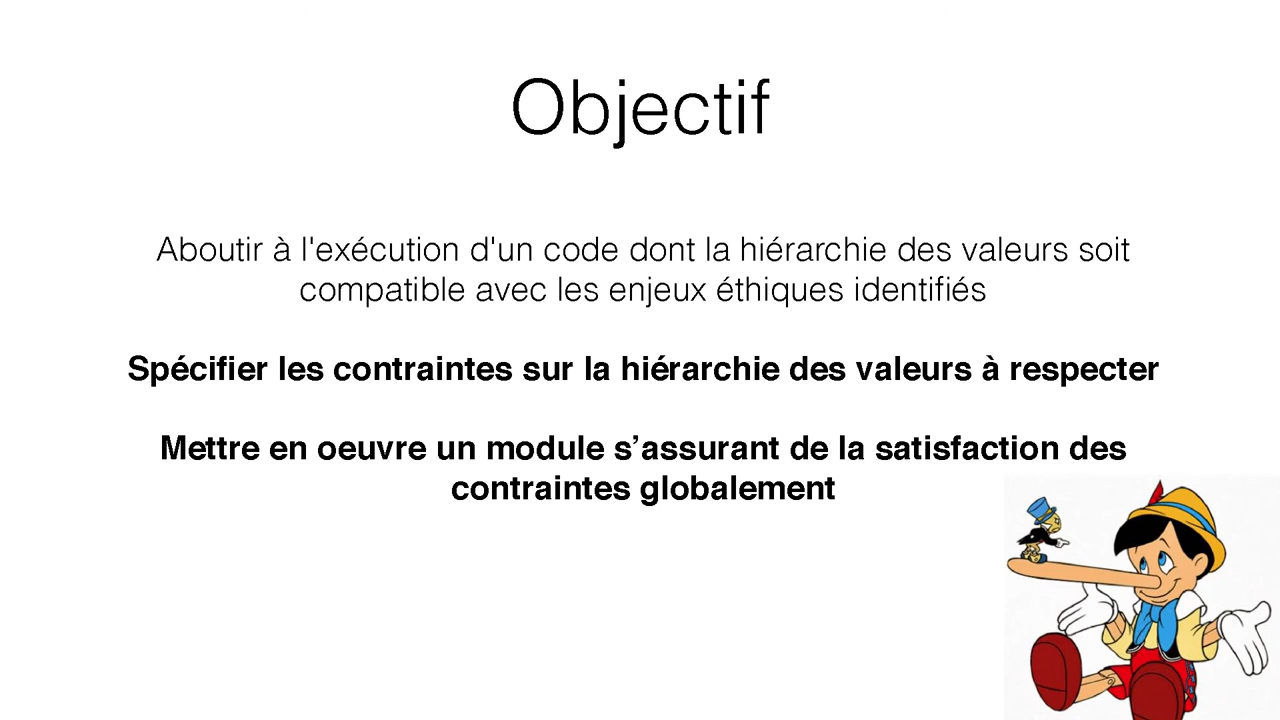 Objectif
Aboutir à l'exécution d'un code dont la hiérarchie des valeurs soit
compatible avec les enjeux éthiques identifiés
Spécifier les contraintes sur la hiérarchie des valeurs à respecter
Mettre en oeuvre un module s’assurant de la satisfaction des
contraintes globalement